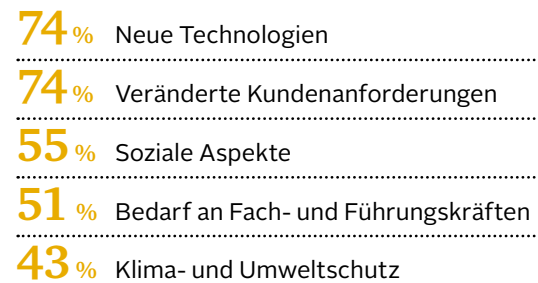 74 % Neue Technologien
74 % Veränderte Kundenanforderungen
55 % Soziale Aspekte
51 % Bedarf an Fach- und Führungskräften
43 % Klima- und Umweltschutz